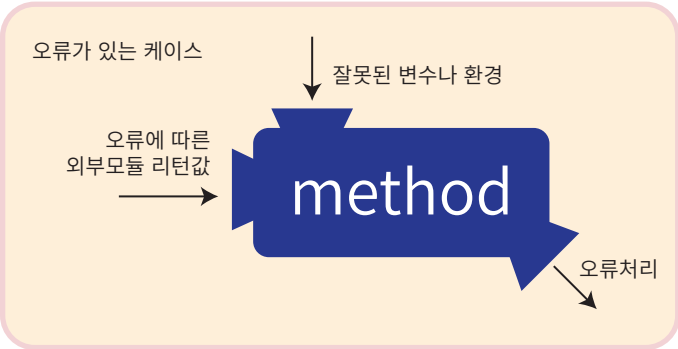 오류가 있는 케이스
잘못된 변수나 환경
오류에 따른
외부모듈 리턴값
method
오류처리